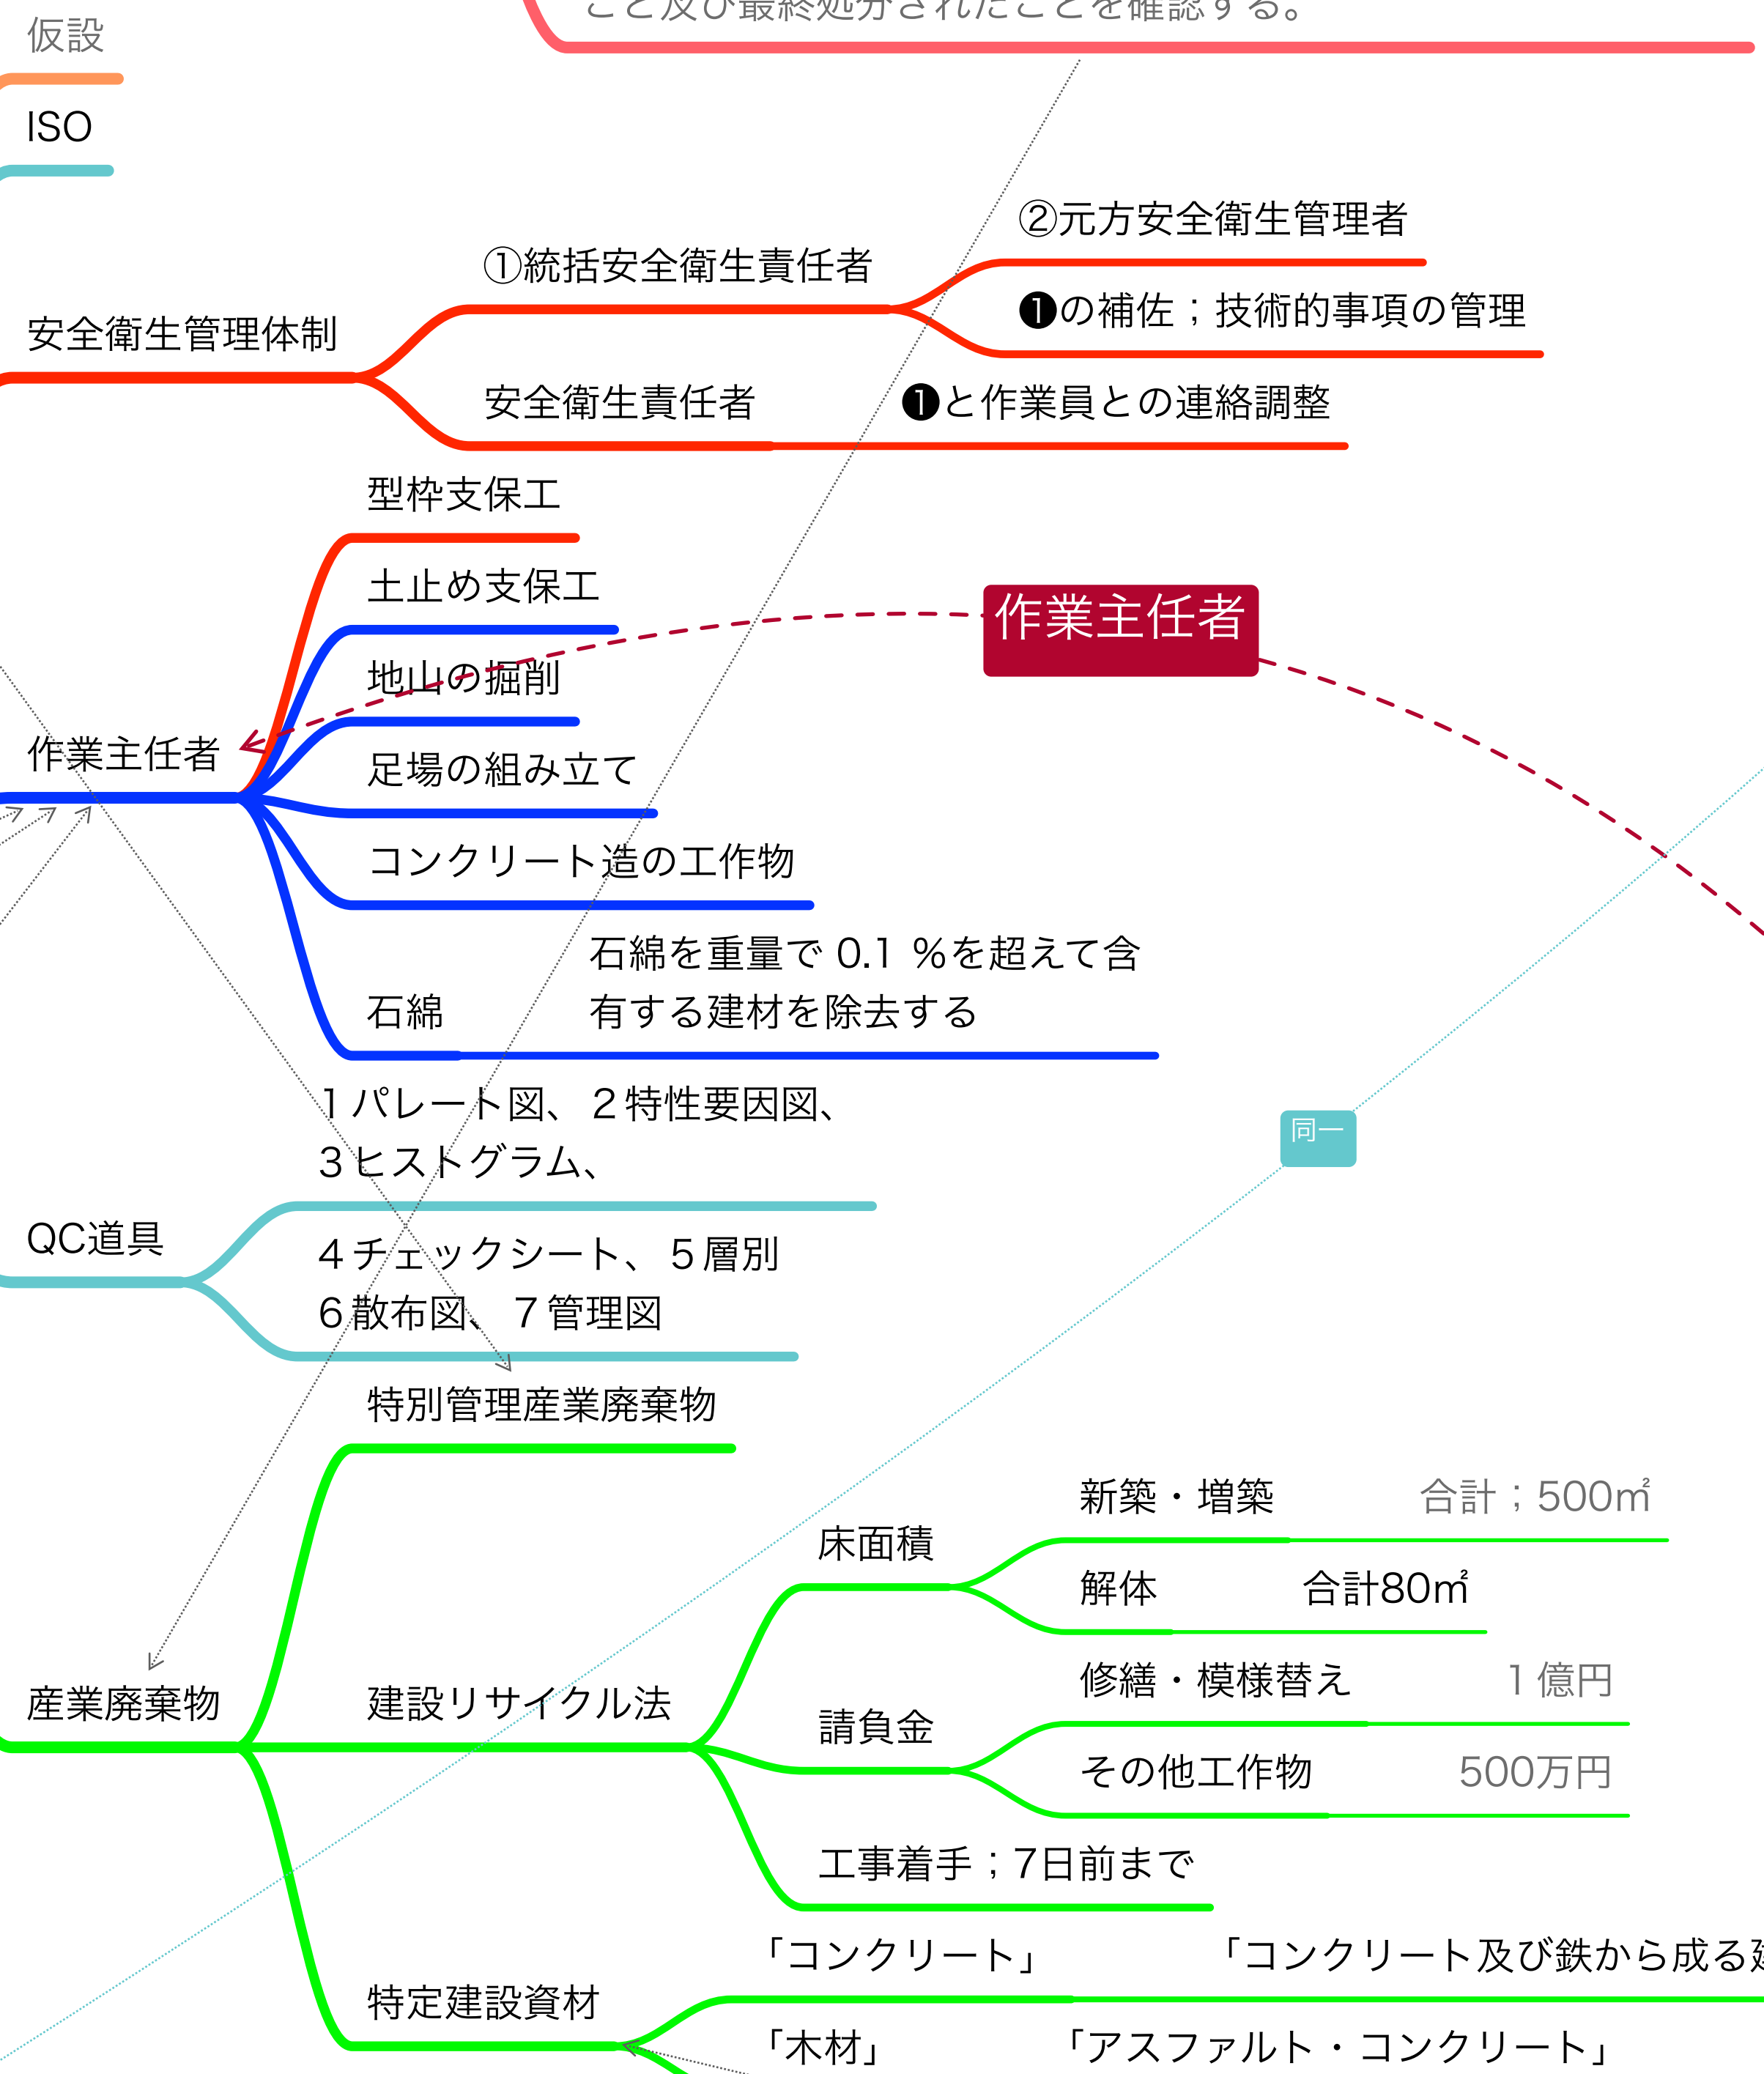 こと及び最終処分されたことを確認する。
仮設
ISO
安全衛生管理体制
①統括安全衛生責任者
②元方安全衛生管理者
❶の補佐；技術的事項の管理
安全衛生責任者
❶と作業員との連絡調整
作業主任者
型枠支保工
土止め支保工
地山の掘削
足場の組み立て
コンクリート造の工作物
石綿
石綿を重量で 0.1 %を超えて含
有する建材を除去する
作業主任者
同一
QC道具
１パレート図、２特性要因図、
３ヒストグラム、
４チェックシート、５層別
６散布図、７管理図
産業廃棄物
特別管理産業廃棄物
建設リサイクル法
床面積
新築・増築
合計；500㎡
解体
合計80㎡
請負金
修繕・模様替え
１億円
その他工作物
500万円
工事着手；7日前まで
特定建設資材
「コンクリート」
「コンクリート及び鉄から成る建
「木材」
「アスファルト・コンクリート」